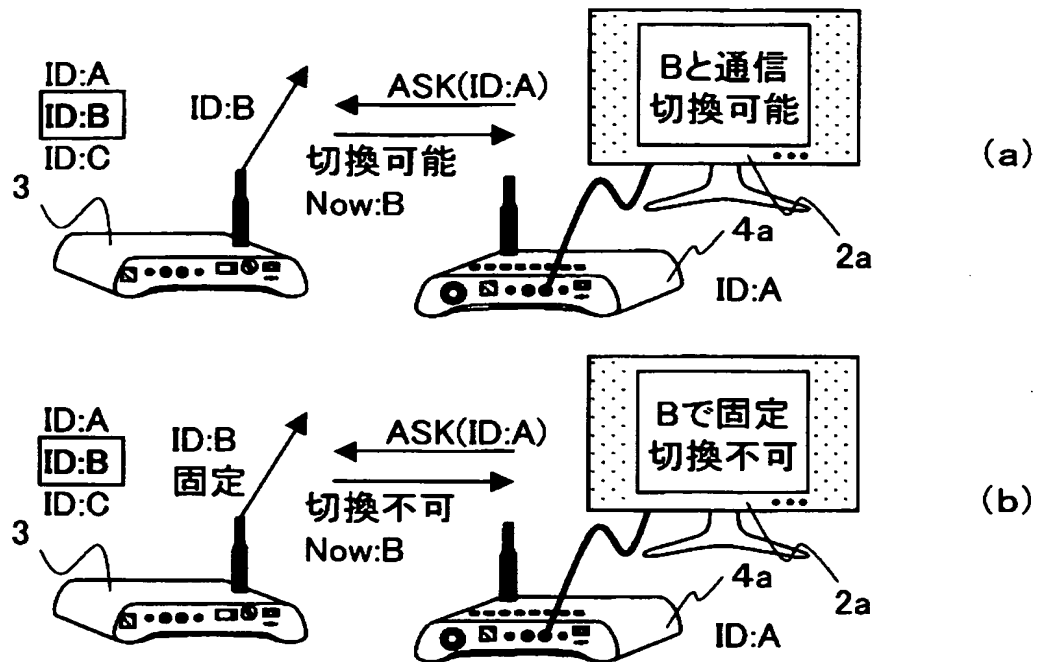 ID:A
ID:B
ID:C
3
ID:B
ASK(ID:A)
切換可能
Now:B
Bと通信
切換可能
(a)
4a
2a
ID:A
ID:A
ID:B
ID:C
3
ID:B
固定
ASK(ID:A)
切換不可
Now:B
Bで固定
切換不可
(b)
4a
2a
ID:A